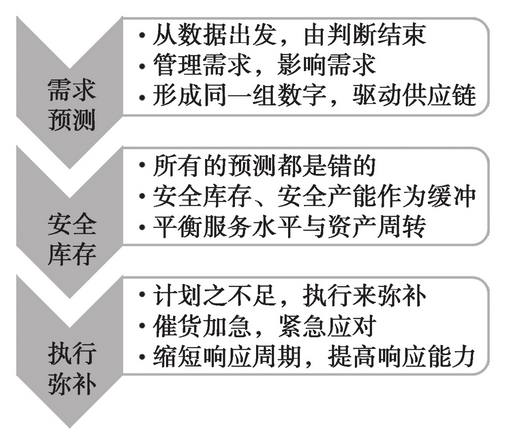 需求
预测
• 从数据出发，由判断结束
• 管理需求，影响需求
• 形成同一组数字，驱动供应链
安全
库存
• 所有的预测都是错的
• 安全库存、安全产能作为缓冲
• 平衡服务水平与资产周转
执行
弥补
• 计划之不足，执行来弥补
• 催货加急，紧急应对
• 缩短响应周期，提高响应能力